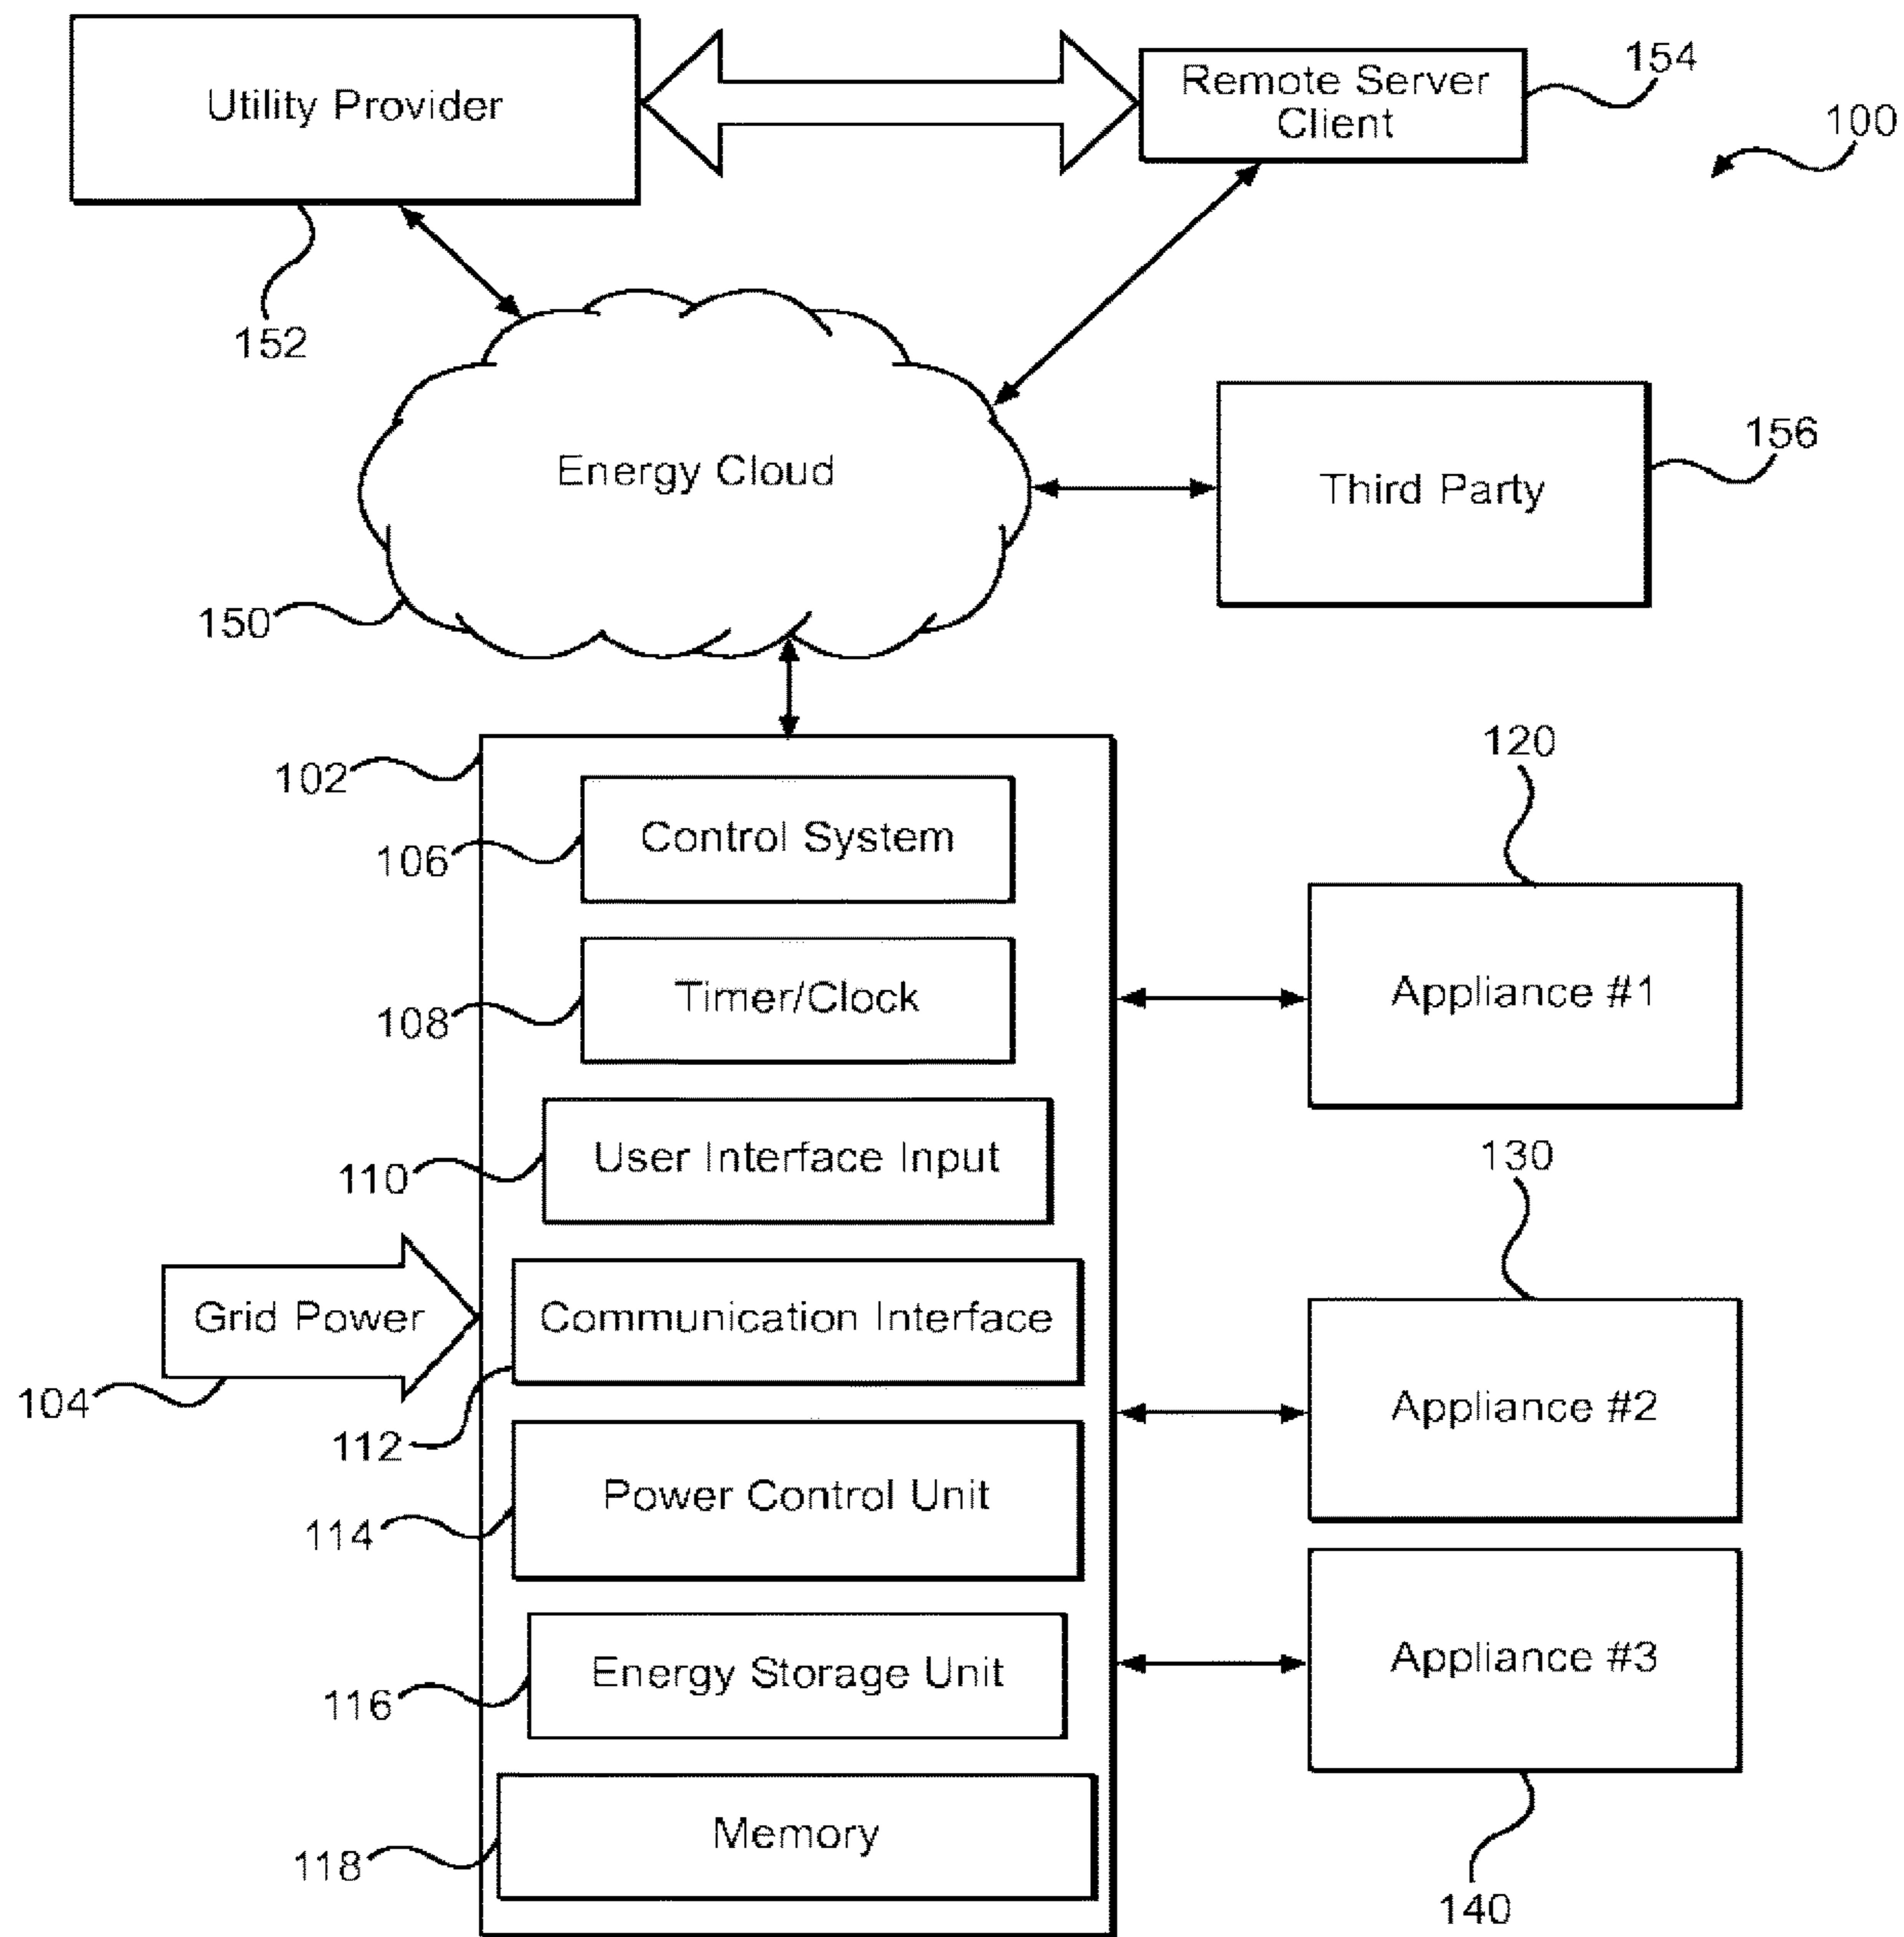 Utility Provider
Remote Server
Client
154
100
152
Energy Cloud
Third Party
156
150
102
Control System
106
120
Timer/Clock
108
Appliance #1
User Interface Input
110
130
Grid Power
104
Communication Interface
112
Appliance #2
Power Control Unit
114
Energy Storage Unit
116
Appliance #3
Memory
118
140